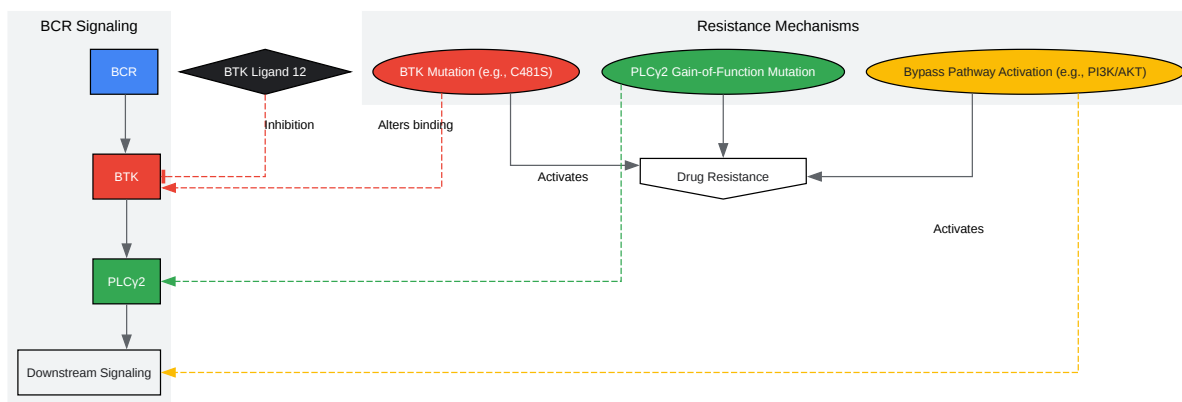 BCR Signaling
Resistance Mechanisms
BCR
BTK Ligand 12
BTK Mutation (e.g., C481S)
PLCγ2 Gain-of-Function Mutation
Bypass Pathway Activation (e.g., PI3K/AKT)
Inhibition
Alters binding
BTK
Activates
Drug Resistance
Activates
PLCγ2
Downstream Signaling